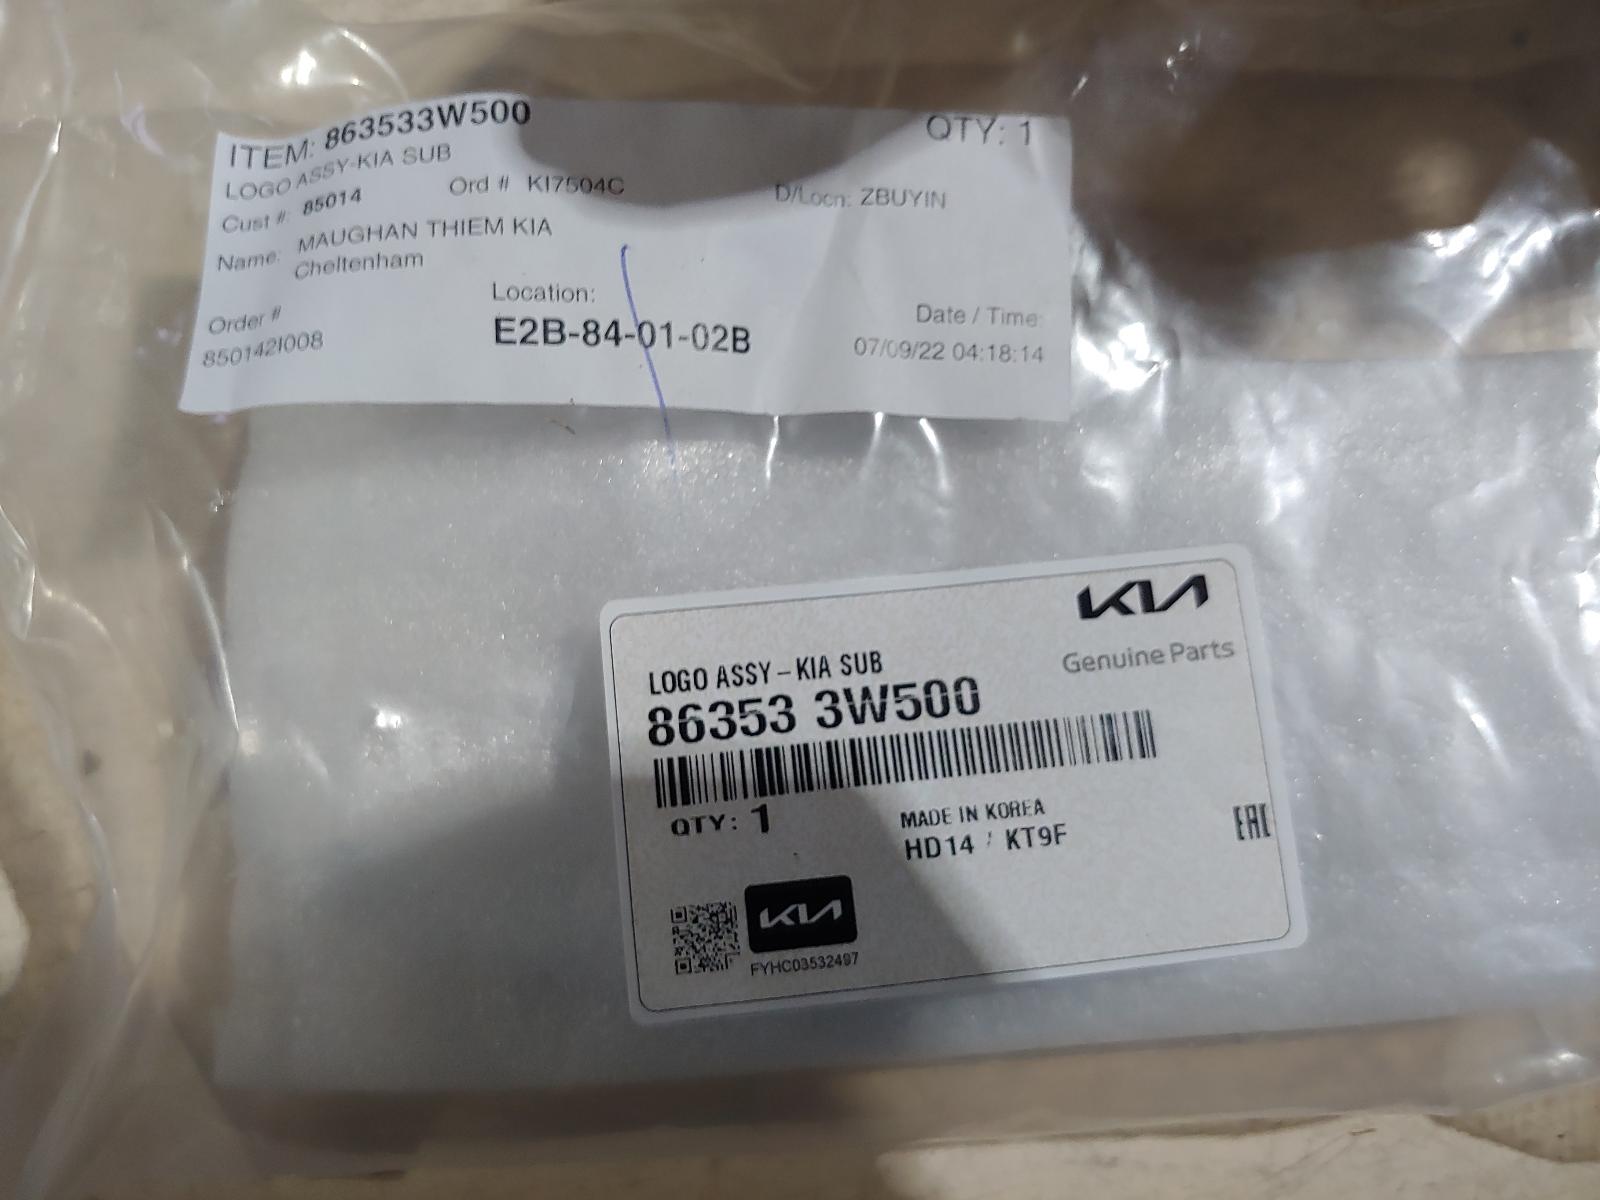 ITEM: 863533W500
QTY: 1
LOGO ASSY-KIA SUB
Cust #: 85014
Ord # KI7504C
D/Locn: ZBUYIN
Name: MAUGHAN THIEM KIA
Cheltenham
Location:
Order #
E2B-84-01-02B
Date / Time:
850142I008
07/09/22 04:18:14
KIA
Genuine Parts
LOGO ASSY-KIA SUB
86353 3W500
QTY: 1
MADE IN KOREA
HD14 / KT9F
EAC
KIA
FYHC03532497